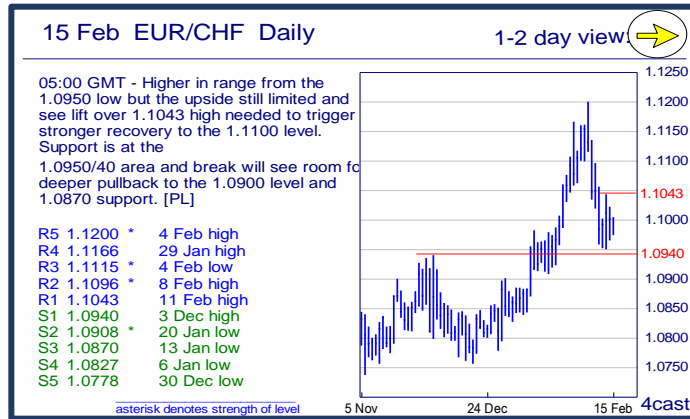 15 Feb EUR/CHF Daily
1-2 day view:
05:00 GMT - Higher in range from the
1.0950 low but the upside still limited and
see lift over 1.1043 high needed to trigger
stronger recovery to the 1.1100 level.
Support is at the
1.0950/40 area and break will see room fo
deeper pullback to the 1.0900 level and
1.0870 support. [PL]
R5 1.1200 * 4 Feb high
R4 1.1166 29 Jan high
R3 1.1115 * 4 Feb low
R2 1.1096 * 8 Feb high
R1 1.1043 11 Feb high
S1 1.0940 3 Dec high
S2 1.0908 * 20 Jan low
S3 1.0870 13 Jan low
S4 1.0827 6 Jan low
S5 1.0778 30 Dec low
asterisk denotes strength of level
1.1250
1.1200
1.1150
1.1100
1.1043
1.1000
1.0940
1.0900
1.0850
1.0800
1.0750
5 Nov 24 Dec 15 Feb
4cast